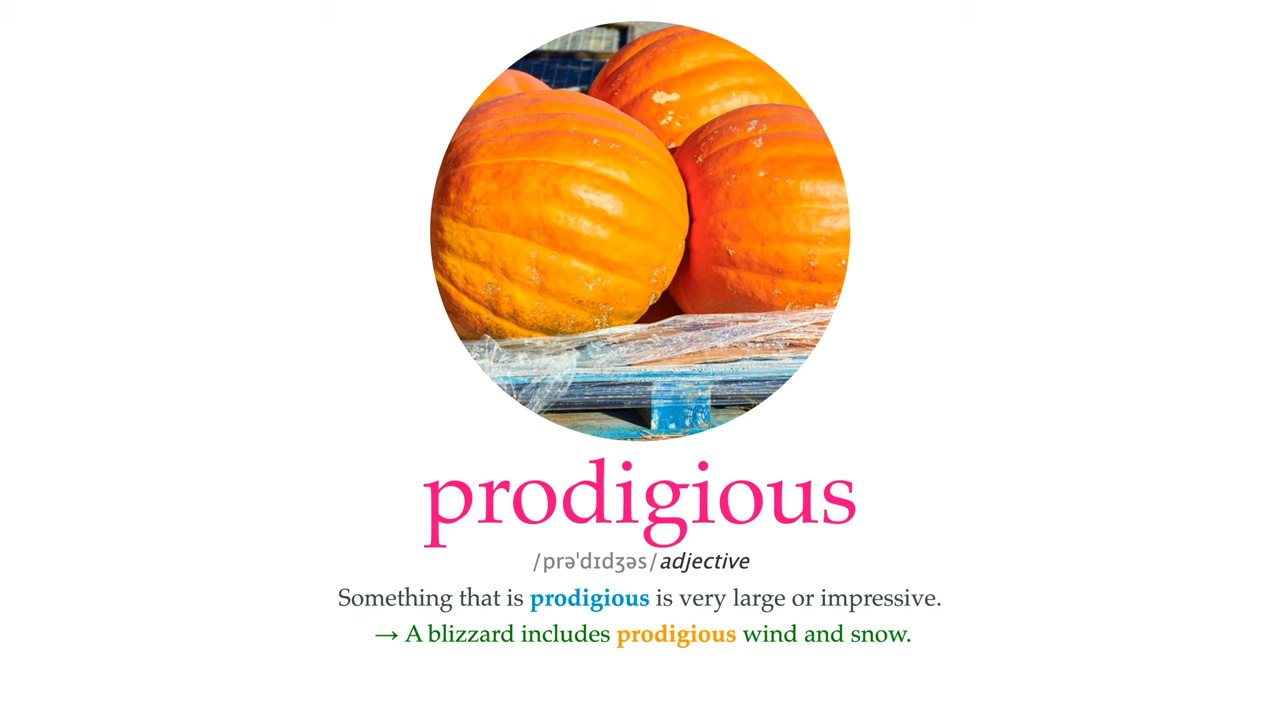 prodigious
/prəˈdɪdʒəs/ adjective
Something that is prodigious is very large or impressive.
→ A blizzard includes prodigious wind and snow.